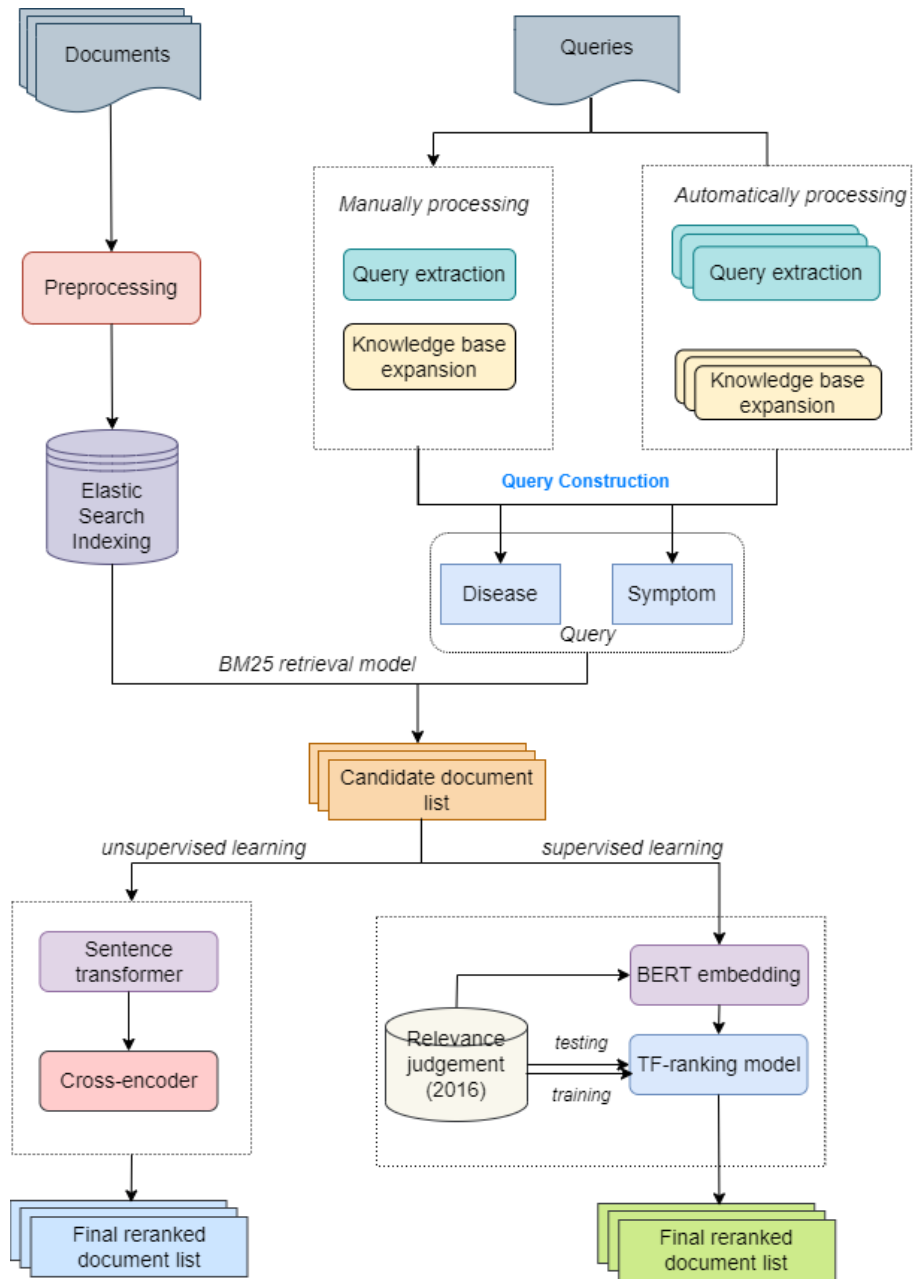 Documents
Queries
Manually processing
Automatically processing
Query extraction
Query extraction
Preprocessing
Knowledge base
expansion
Knowledge base
expansion
Query Construction
Elastic
Search
Indexing
Disease
Symptom
Query
BM25 retrieval model
Candidate document
list
unsupervised learning
supervised learning
Sentence
transformer
BERT embedding
Relevance
judgement
(2016)
testing
training
TF-ranking model
Cross-encoder
Final reranked
document list
Final reranked
document list